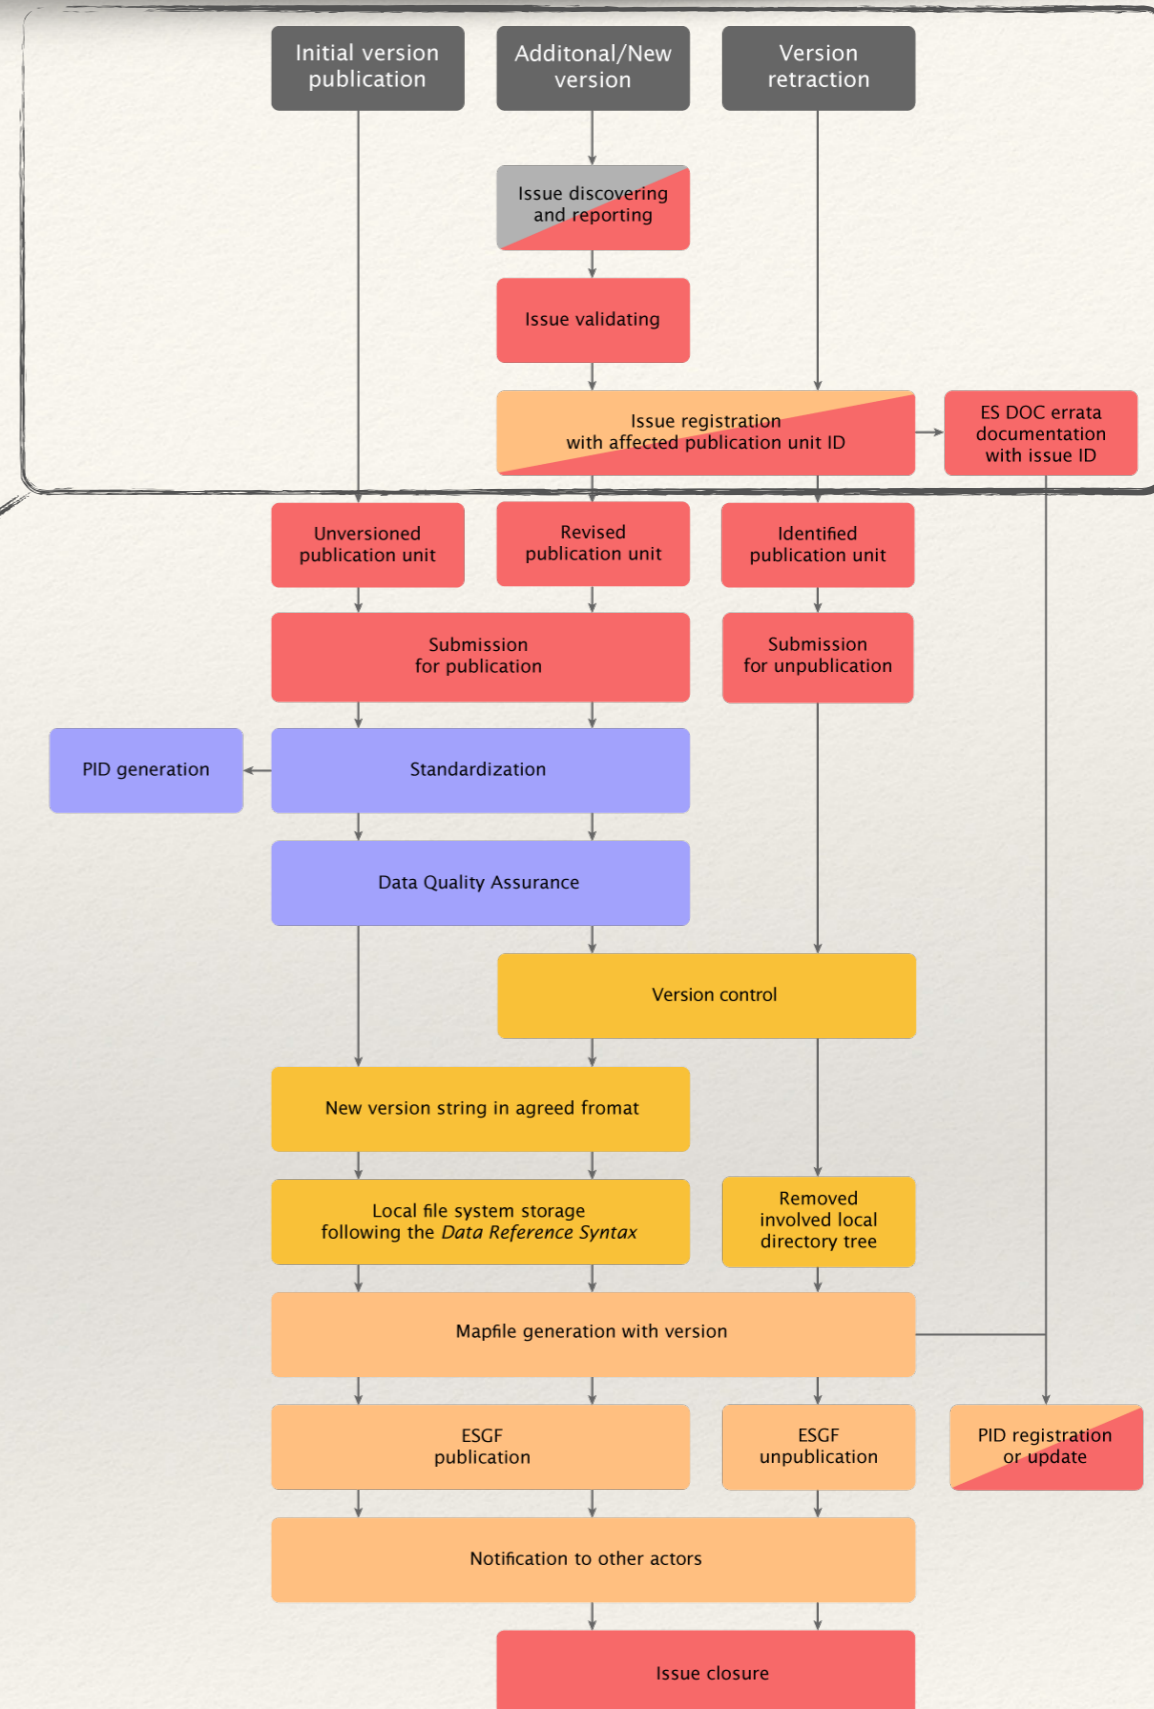 Initial version
publication
Additonal/New
version
Version
retraction
Issue discovering
and reporting
Issue validating
Issue registration
with affected publication unit ID
ES DOC errata
documentation
with issue ID
Unversioned
publication unit
Revised
publication unit
Identified
publication unit
Submission
for publication
Submission
for unpublication
PID generation
Standardization
Data Quality Assurance
Version control
New version string in agreed fromat
Local file system storage
following the Data Reference Syntax
Removed
involved local
directory tree
Mapfile generation with version
ESGF
publication
ESGF
unpublication
PID registration
or update
Notification to other actors
Issue closure